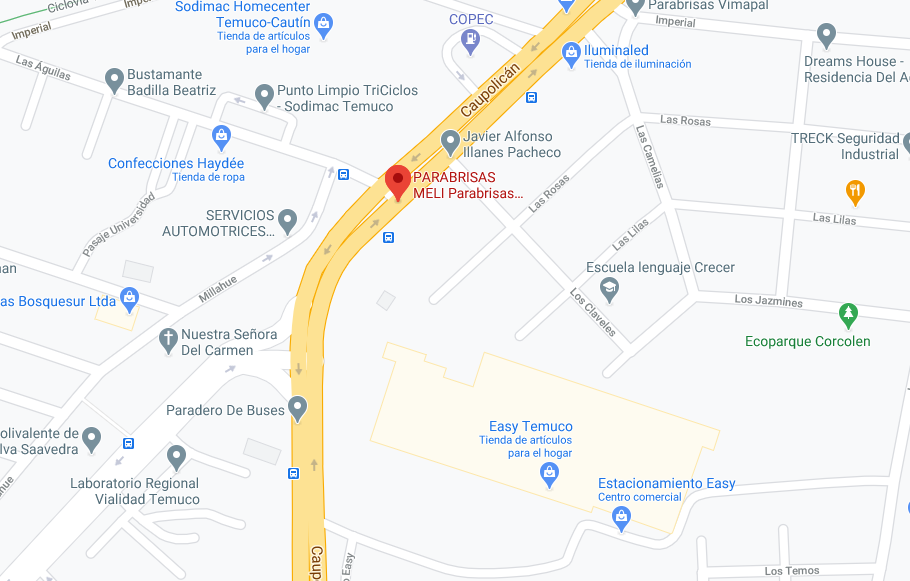 Ciclovía
Imperial
Imperial
Sodimac Homecenter
Temuco-Cautín
Tienda de artículos
para el hogar
COPEC
Parabrisas Vimapal
Imperial
Iluminaled
Tienda de iluminación
Dreams House -
Residencia Del
Las Águilas
Bustamante
Badilla Beatriz
Punto Limpio TriCiclos
- Sodimac Temuco
Caupolicán
Javier Alfonso
Illanes Pacheco
Las Rosas
Las Camelias
TRECK Seguridad
Industrial
Confecciones Haydée
Tienda de ropa
PARABRISAS
MELI Parabrisas...
Las Rosas
Las Lilas
Las Lilas
SERVICIOS
AUTOMOTRICES...
Pasaje Universidad
Millahue
Escuela lenguaje Crecer
Los Claveles
Los Jazmines
Ecoparque Corcolen
as Bosquesur Ltda
Nuestra Señora
Del Carmen
Paradero De Buses
olivalente de
lva Saavedra
Laboratorio Regional
Vialidad Temuco
Easy Temuco
Tienda de artículos
para el hogar
Estacionamiento Easy
Centro comercial
Caup
o Easy
Los Temos